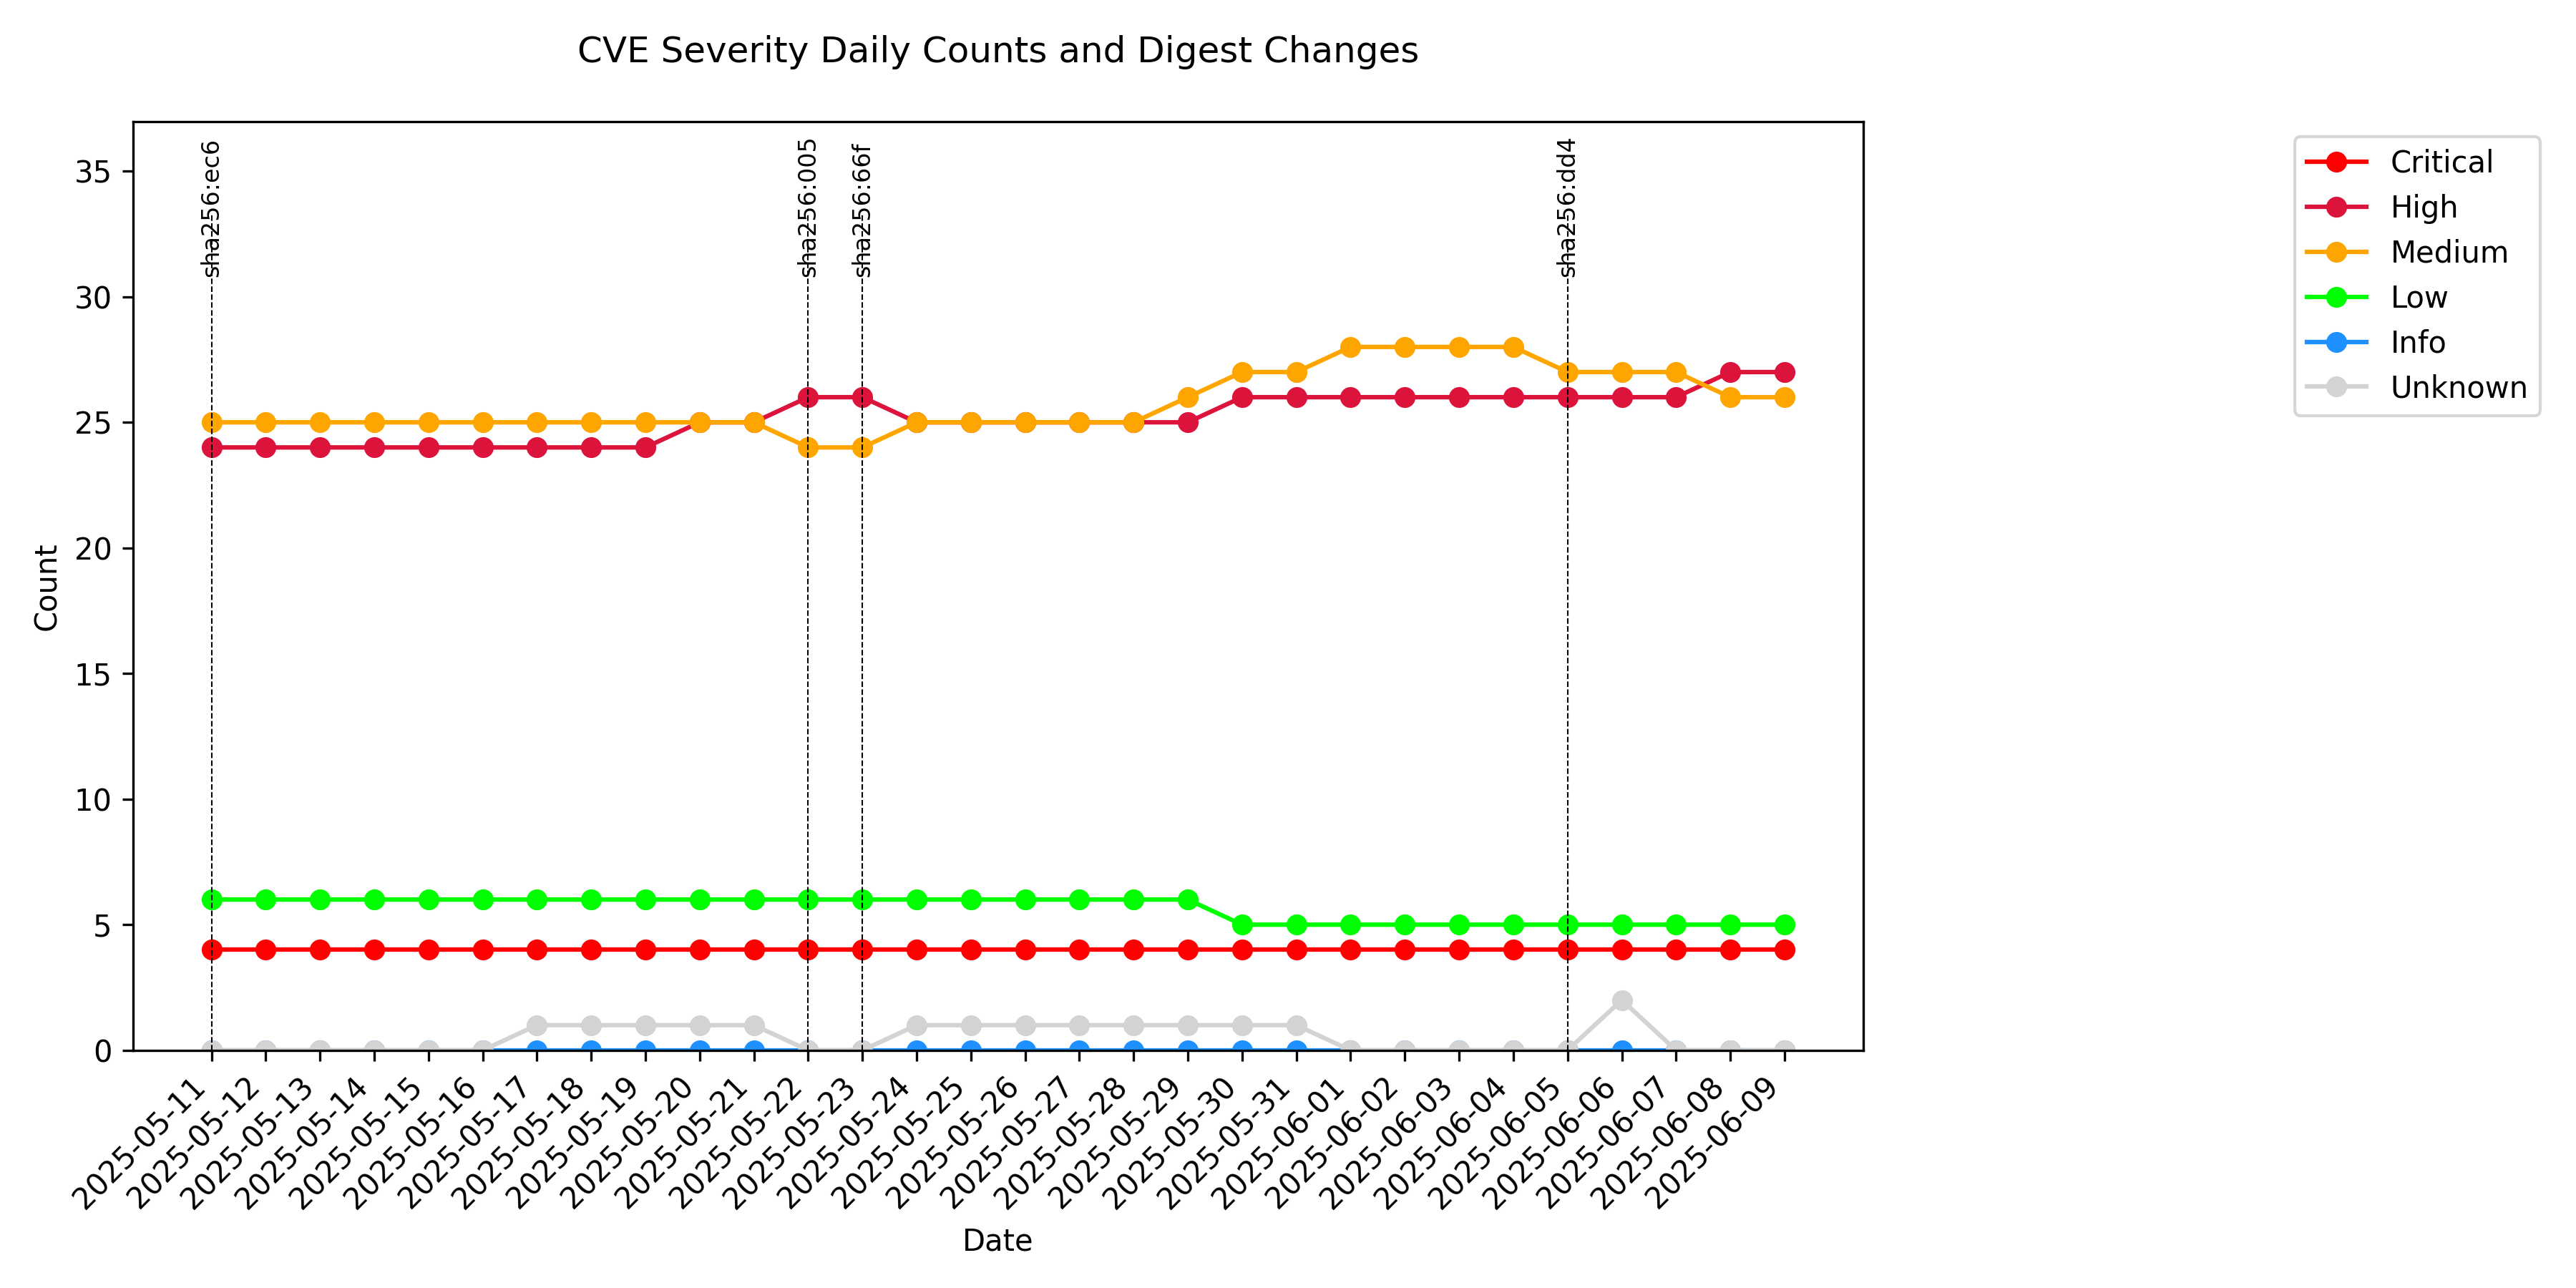 CVE Severity Daily Counts and Digest Changes
sha256:ec6
sha256:005
sha256:66f
sha256:dd4
Critical
High
Medium
Low
Info
Unknown
35
30
25
20
15
10
5
0
Count
2025-05-11
2025-05-12
2025-05-13
2025-05-14
2025-05-15
2025-05-16
2025-05-17
2025-05-18
2025-05-19
2025-05-20
2025-05-21
2025-05-22
2025-05-23
2025-05-24
2025-05-25
2025-05-26
2025-05-27
2025-05-28
2025-05-29
2025-05-30
2025-05-31
2025-06-01
2025-06-02
2025-06-03
2025-06-04
2025-06-05
2025-06-06
2025-06-07
2025-06-08
2025-06-09
Date